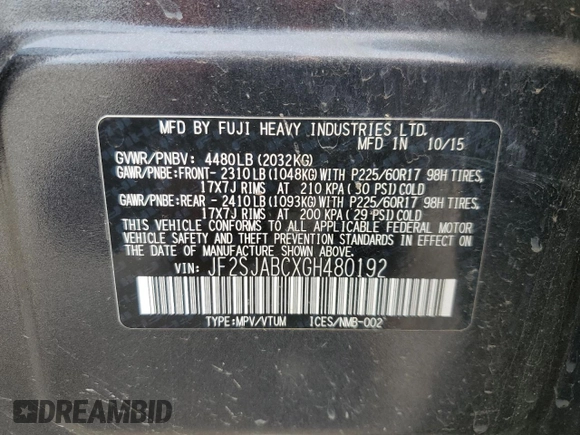 MFD BY FUJI HEAVY INDUSTRIES LTD.
MFD IN 10/15
GVWR/PNBV: 4480LB(2032KG)
GAWR/PNBE:FRONT- 2310LB(1048KG)WITH P225/60R17 98H TIRES,
17X7J RIMS AT 210 KPA(30 PSI)COLD
GAWR/PNBE:REAR - 2410LB(1093KG)WITH P225/60R17 98H TIRES,
17X7J RIMS AT 200 KPA(29 PSI)COLD
THIS VEHICLE CONFORMS TO ALL APPLICABLE FEDERAL MOTOR
VEHICLE SAFETY AND THEFT PREVENTION STANDARDS IN EFFECT ON
THE DATE OF MANUFACTURE SHOWN ABOVE.
VIN: JF2SJABCXGH480192
TYPE:MPV/VTUM ICES/NMB-002
DREAMBID